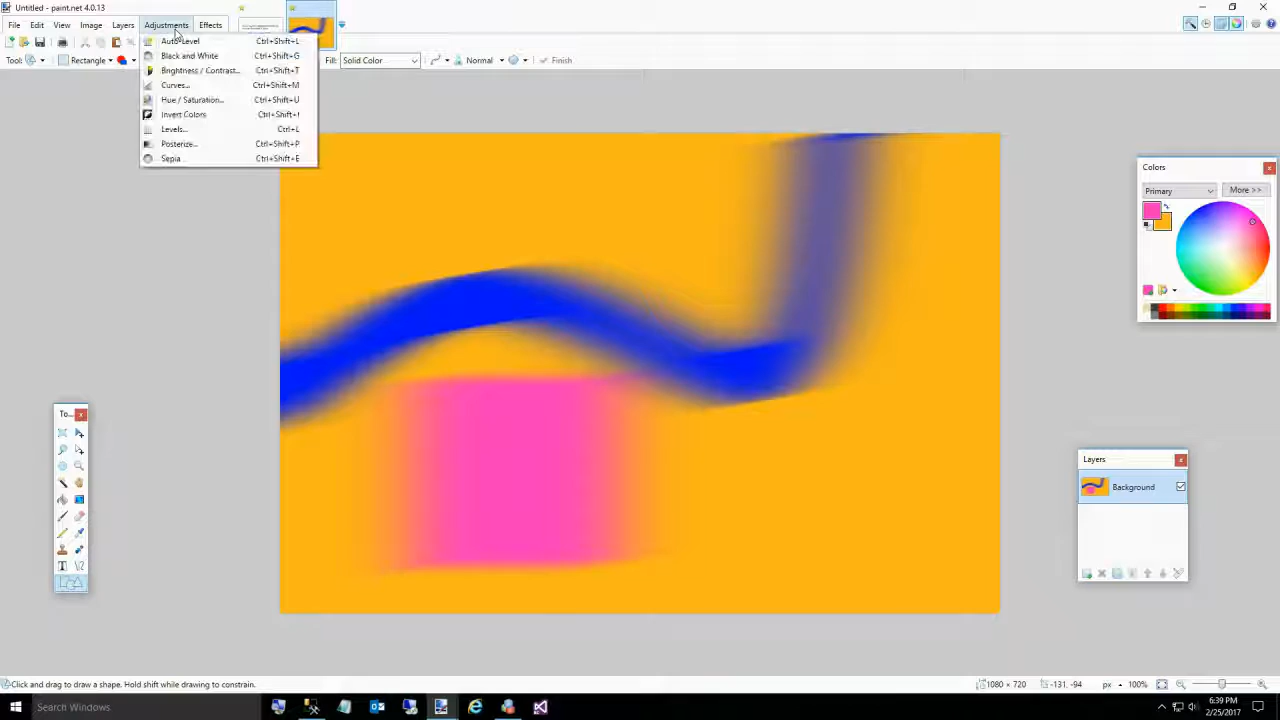 Untitled - paint.net 4.0.13
File Edit View Image Layers Adjustments Effects
Auto-Level Ctrl+Shift+L
Black and White Ctrl+Shift+G
Brightness / Contrast... Ctrl+Shift+T
Curves... Ctrl+Shift+M
Hue / Saturation... Ctrl+Shift+U
Invert Colors Ctrl+Shift+I
Levels... Ctrl+L
Posterize... Ctrl+Shift+P
Sepia Ctrl+Shift+E
Tool: Rectangle Fill: Solid Color Normal Finish
Colors
Primary More >>
To...
Layers
Background
Click and drag to draw a shape. Hold shift while drawing to constrain. 1080 × 720 -131, -94 px 100%
Search Windows
6:39 PM
2/25/2017